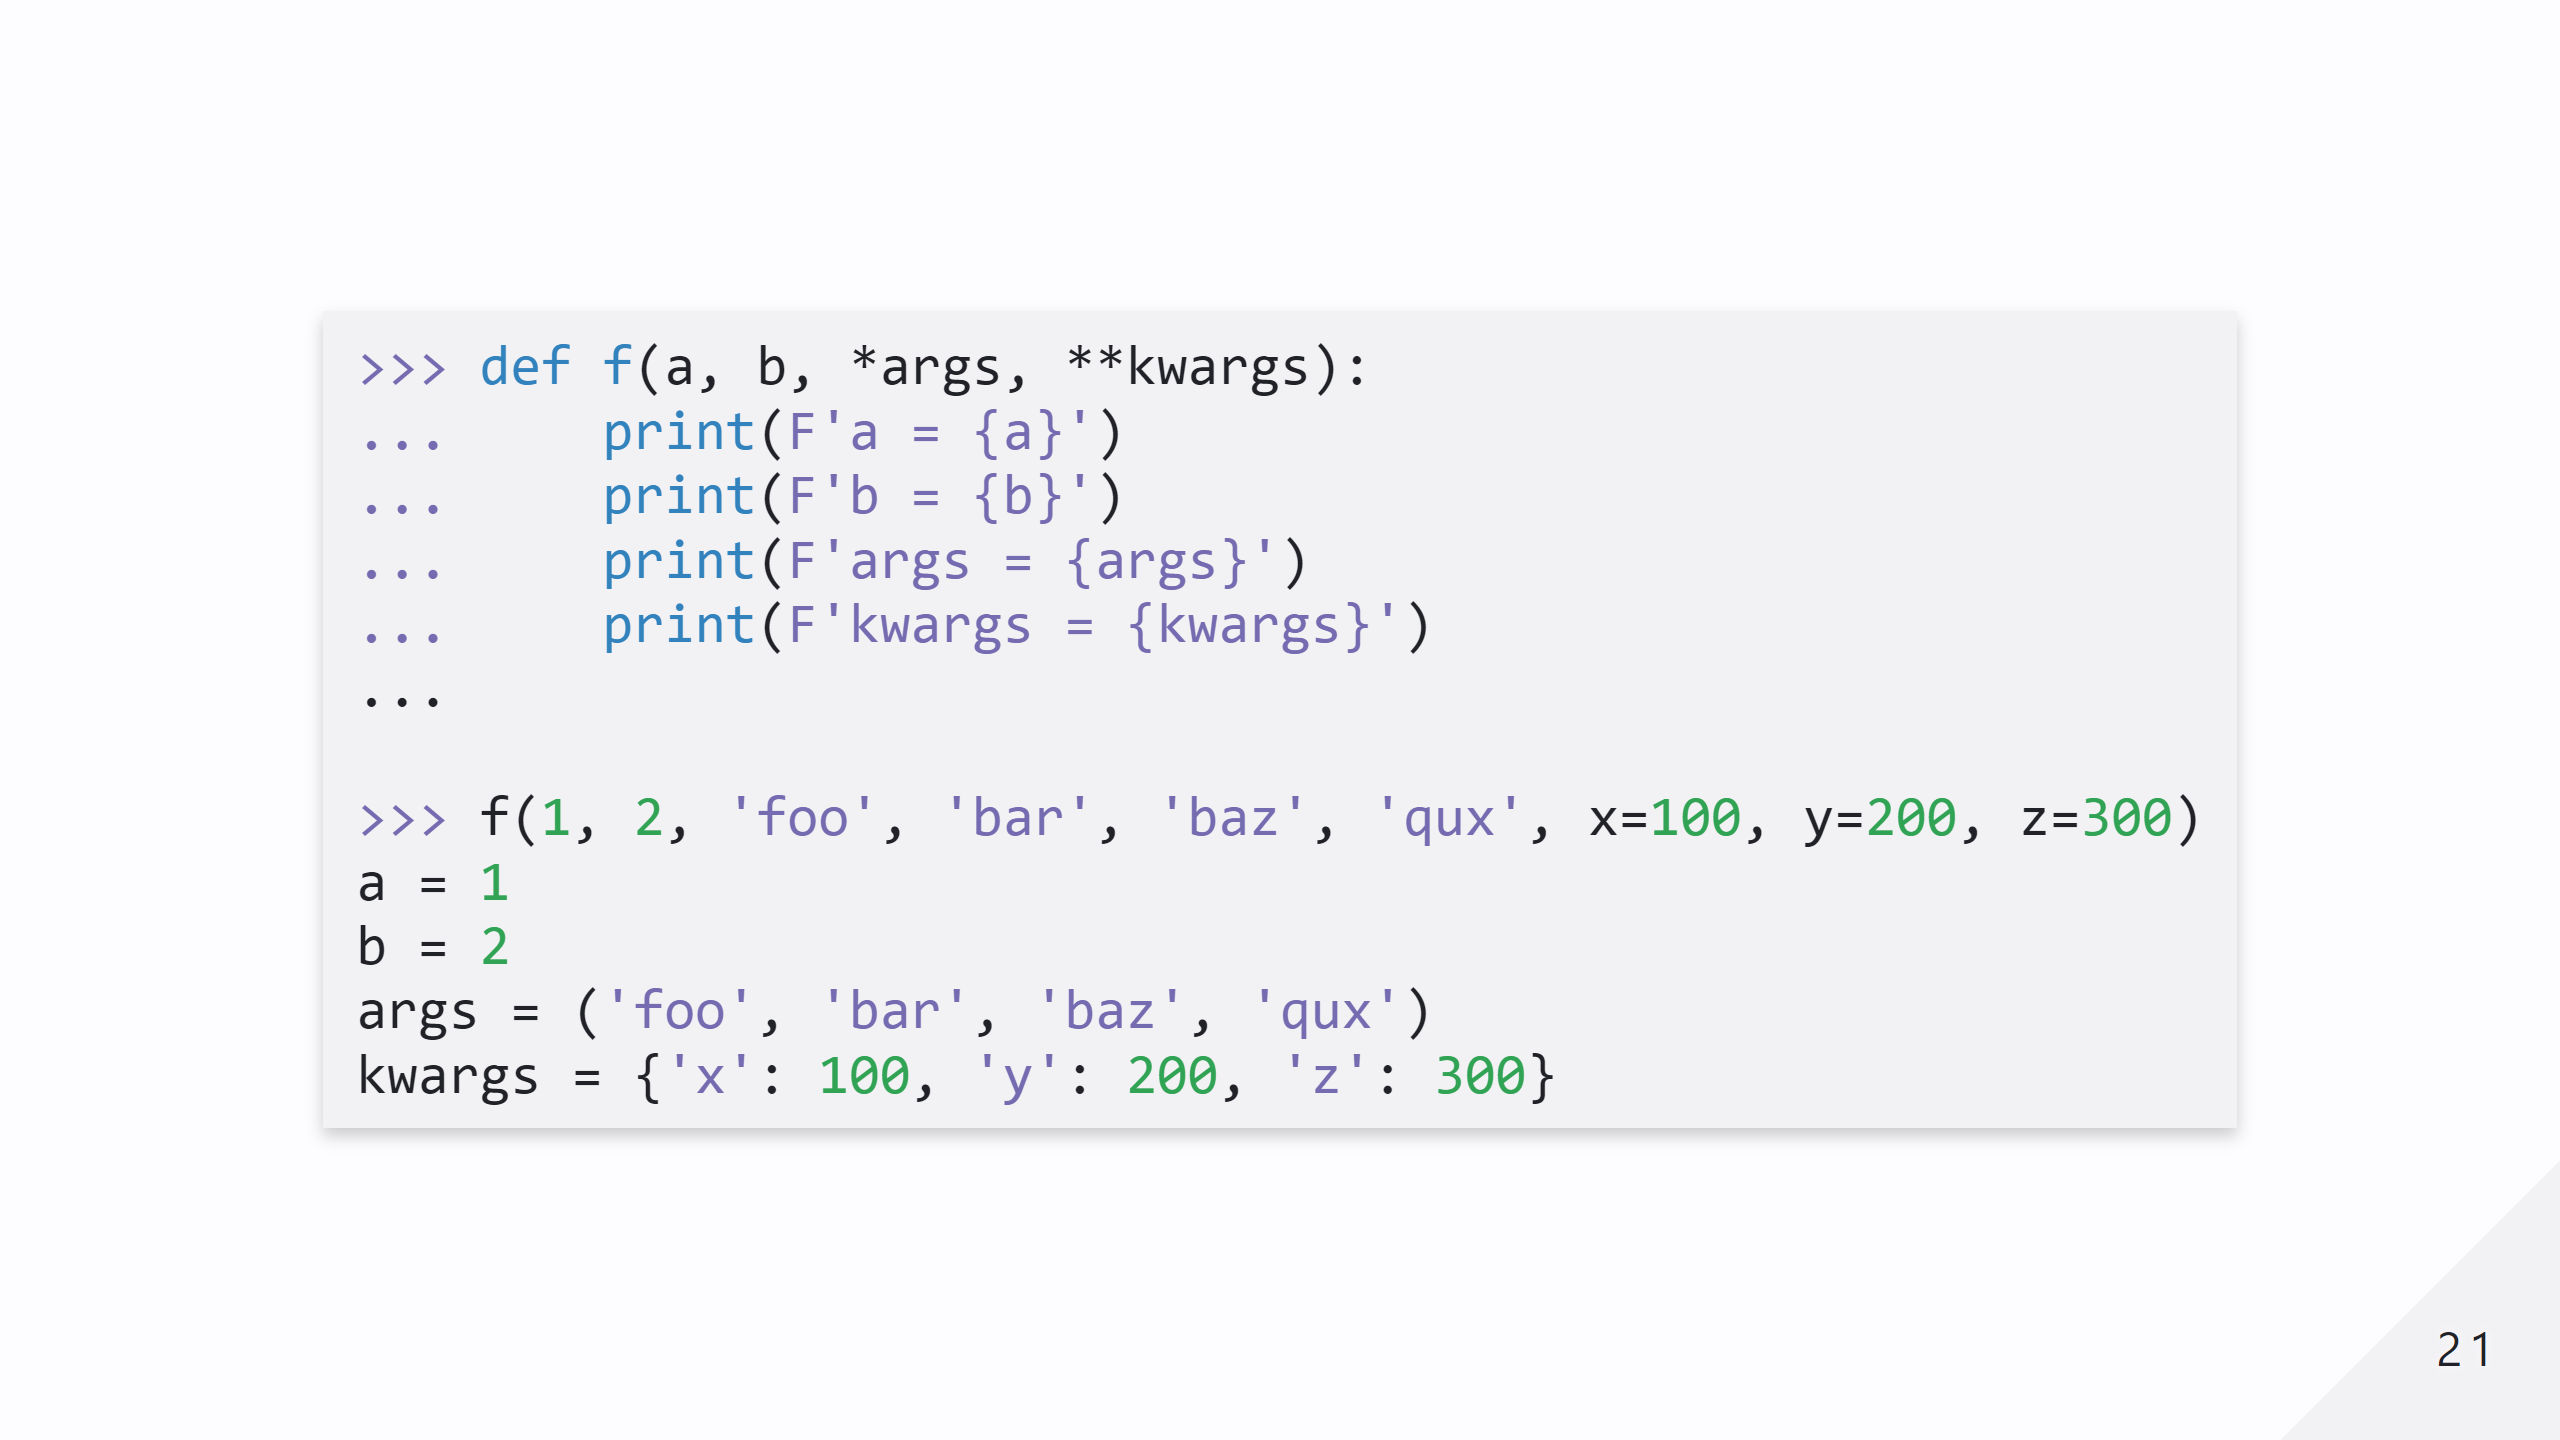 >>> def f(a, b, *args, **kwargs):
...     print(F'a = {a}')
...     print(F'b = {b}')
...     print(F'args = {args}')
...     print(F'kwargs = {kwargs}')
...
>>> f(1, 2, 'foo', 'bar', 'baz', 'qux', x=100, y=200, z=300)
a = 1
b = 2
args = ('foo', 'bar', 'baz', 'qux')
kwargs = {'x': 100, 'y': 200, 'z': 300}
21